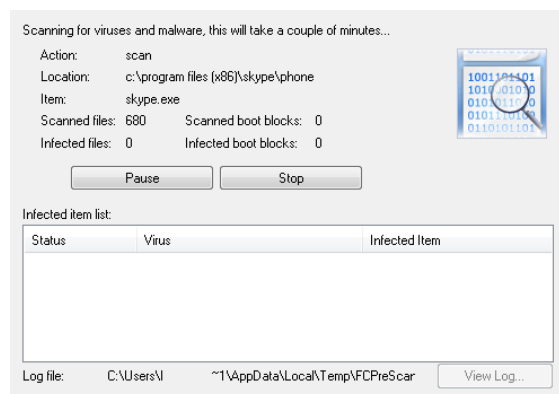 Scanning for viruses and malware, this will take a couple of minutes...
Action: scan
Location: c:\program files (x86)\skype\phone
Item: skype.exe
Scanned files: 680 Scanned boot blocks: 0
Infected files: 0 Infected boot blocks: 0
Pause Stop
Infected item list:
Status Virus Infected Item
Log file: C:\Users\I ~1\AppData\Local\Temp\FCPreScar View Log...